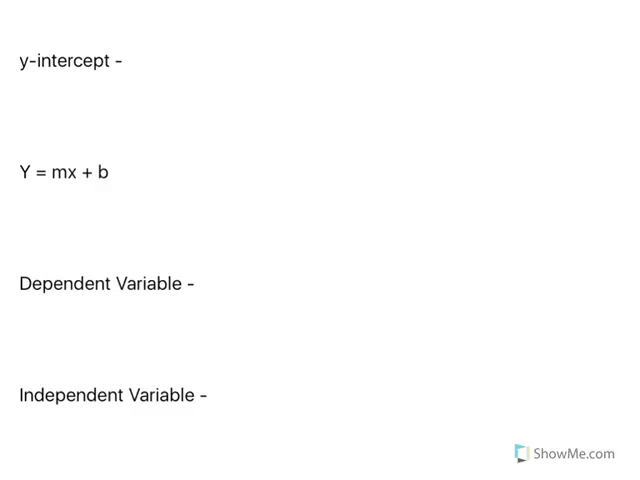 y-intercept -
Y = mx + b
Dependent Variable -
Independent Variable -
ShowMe.com